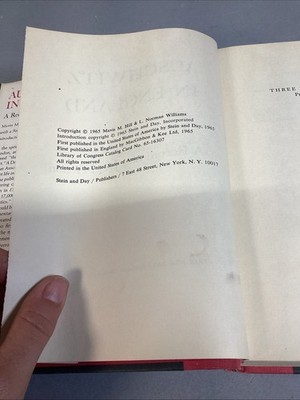 Copyright © 1965 Mavis M. Hill & L. Norman Williams
Introduction copyright © 1965 Stein and Day, Incorporated
First published in the United States of America by Stein and Day, 1965
First published in England by MacGibbon & Kee Ltd, 1965
Library of Congress Catalog Card No. 65-16507
All rights reserved
Printed in the United States of America
Stein and Day / Publishers / 7 East 48 Street, New York, N. Y. 10017
THREE